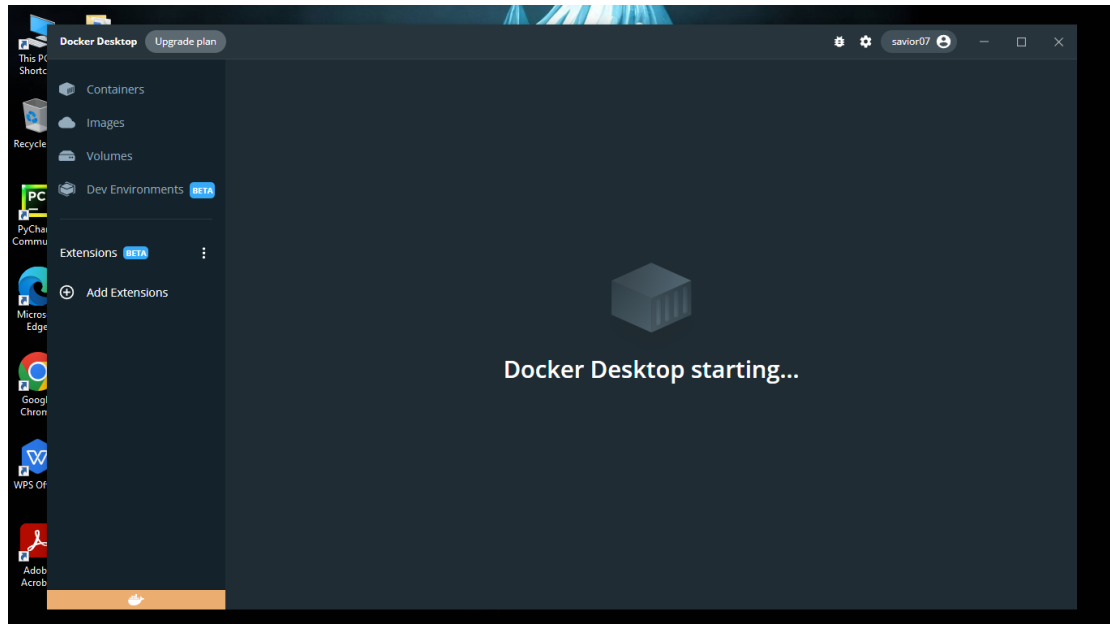 Docker Desktop Upgrade plan
savior07
This PC
Shortc
Containers
Images
Recycle
Volumes
Dev Environments BETA
PC
PyChar
Commu
Extensions BETA
Add Extensions
Micros
Edge
Docker Desktop starting...
Googl
Chrom
W
WPS Of
Adob
Acrob